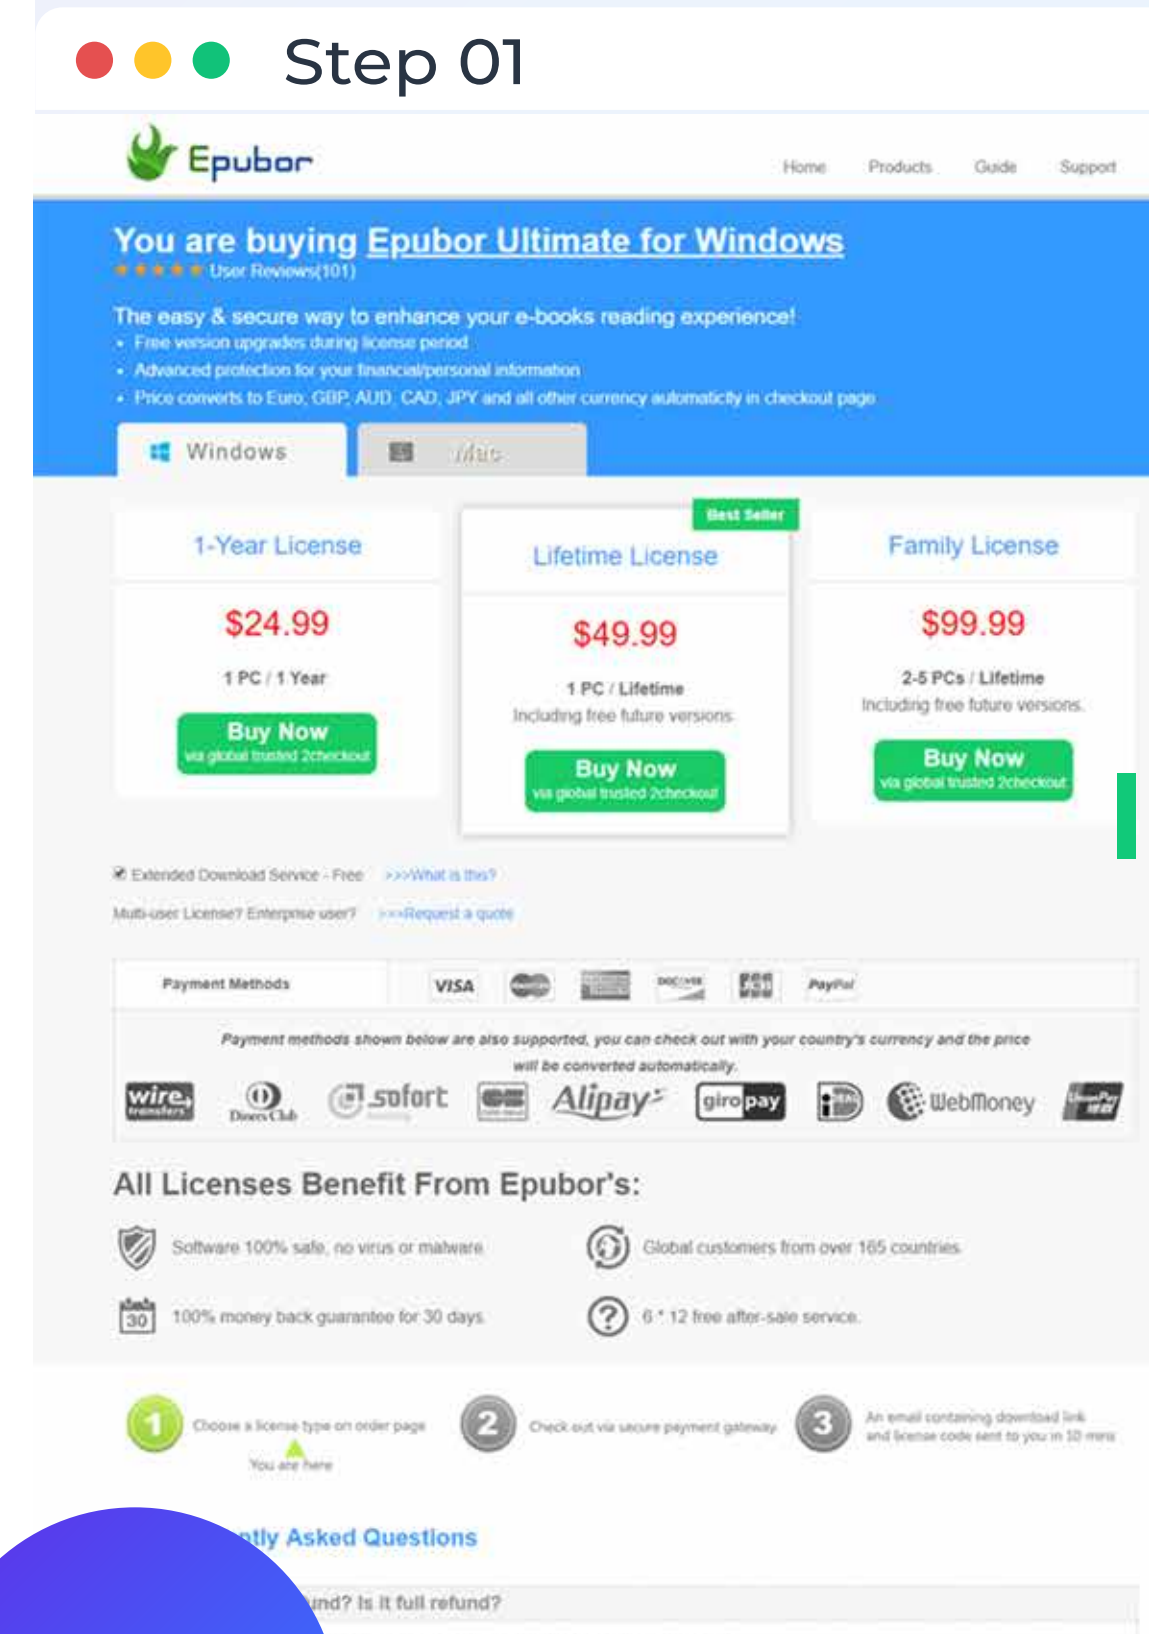 Step 01
Epubor
Home Products Guide Support
You are buying Epubor Ultimate for Windows
User Reviews(101)
The easy & secure way to enhance your e-books reading experience!
• Free version upgrades during license period
• Advanced protection for your financial/personal information
• Price converts to Euro, GBP, AUD, CAD, JPY and all other currency automaticlly in checkout page
Windows Mac
Best Seller
1-Year License Lifetime License Family License
$24.99 $49.99 $99.99
1 PC / 1 Year 1 PC / Lifetime 2-5 PCs / Lifetime
Including free future versions. Including free future versions.
Buy Now Buy Now Buy Now
via global trusted 2checkout via global trusted 2checkout via global trusted 2checkout
Extended Download Service - Free >>>What is this?
Multi-user License? Enterprise user? >>>Request a quote
Payment Methods VISA DISCOVER JCB PayPal
Payment methods shown below are also supported, you can check out with your country's currency and the price
will be converted automatically.
wire transfers Diners Club sofort Alipay giropay iDEAL WebMoney UnionPay
All Licenses Benefit From Epubor's:
Software 100% safe, no virus or malware. Global customers from over 165 countries.
30 100% money back guarantee for 30 days. ? 6 * 12 free after-sale service.
1 Choose a license type on order page 2 Check out via secure payment gateway 3 An email containing download link
and license code sent to you in 10 mins
You are here
ntly Asked Questions
und? Is it full refund?